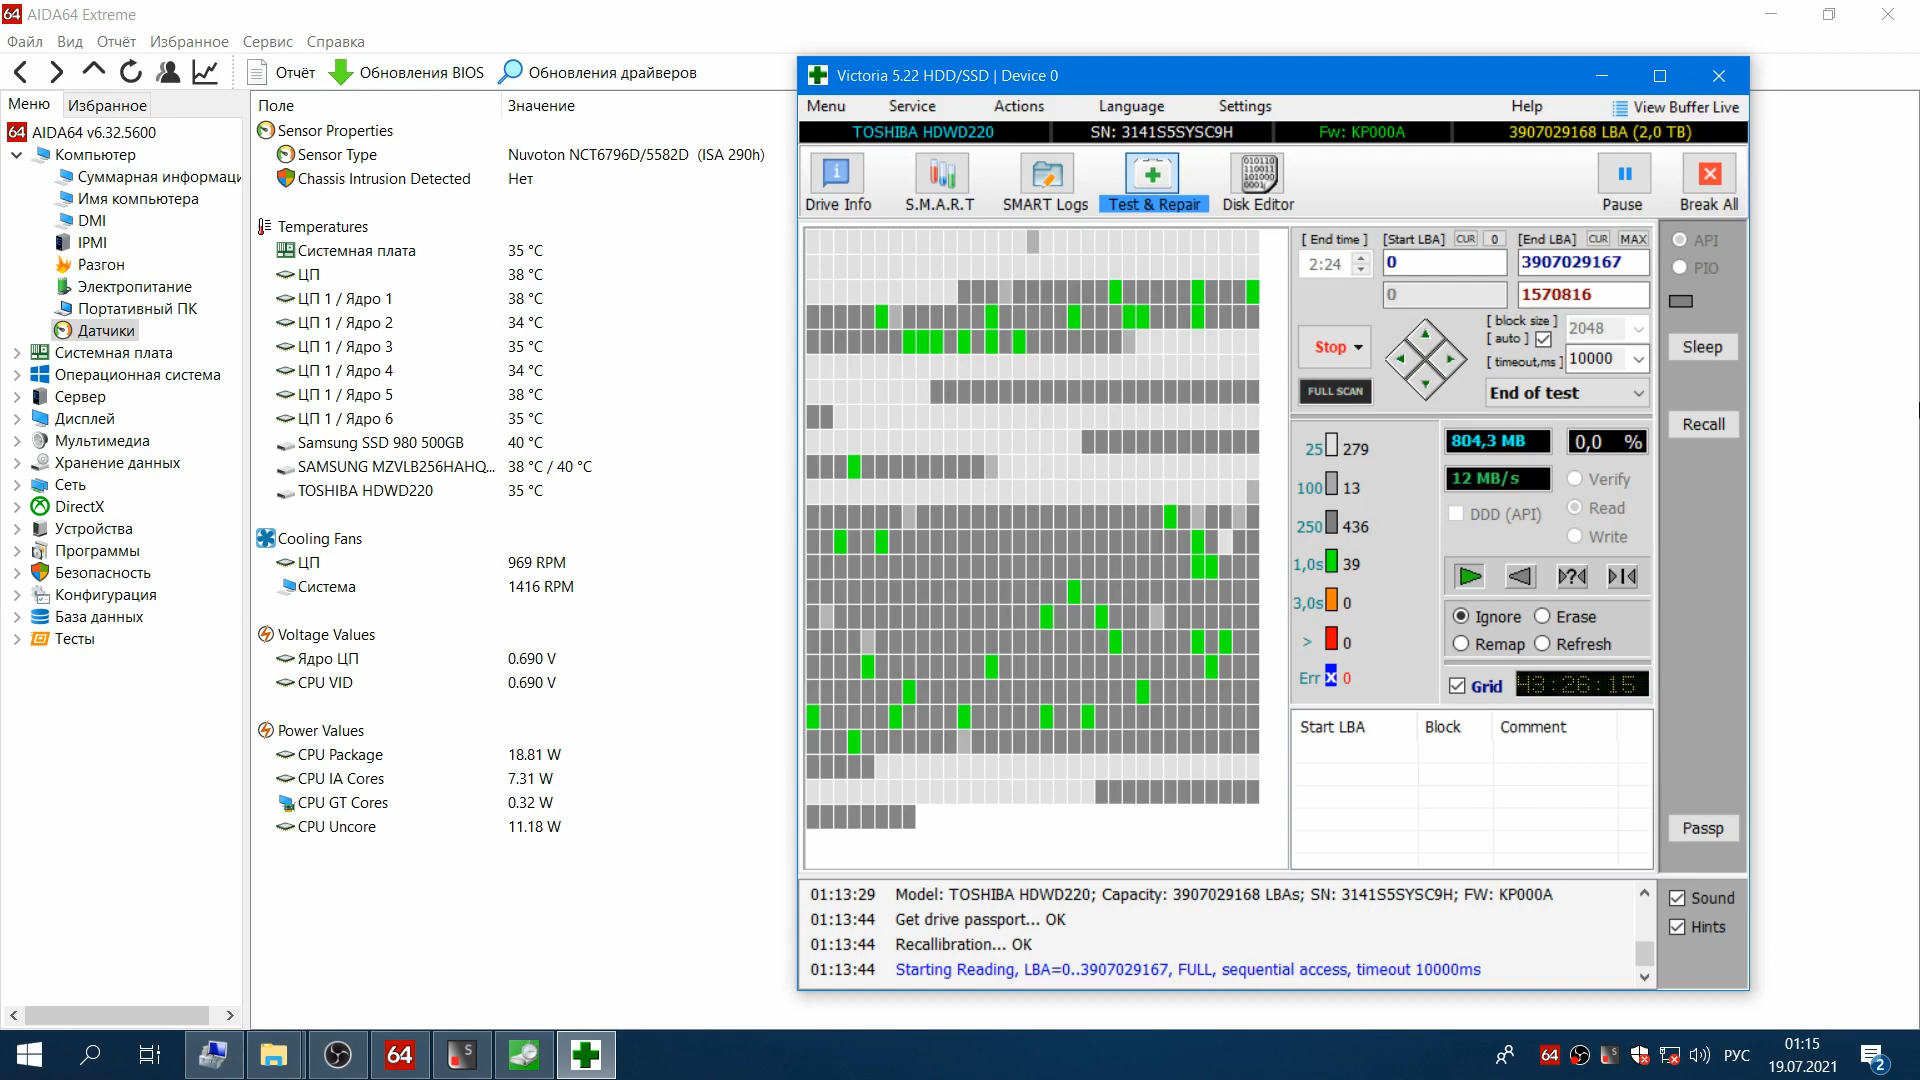 AIDA64 Extreme
Файл Вид Отчёт Избранное Сервис Справка
Отчёт Обновления BIOS Обновления драйверов
Меню Избранное
AIDA64 v6.32.5600
Компьютер
Суммарная информаци
Имя компьютера
DMI
IPMI
Разгон
Электропитание
Портативный ПК
Датчики
Системная плата
Операционная система
Сервер
Дисплей
Мультимедиа
Хранение данных
Сеть
DirectX
Устройства
Программы
Безопасность
Конфигурация
База данных
Тесты
Поле Значение
Sensor Properties
Sensor Type Nuvoton NCT6796D/5582D (ISA 290h)
Chassis Intrusion Detected Нет
Temperatures
Системная плата 35 °C
ЦП 38 °C
ЦП 1 / Ядро 1 38 °C
ЦП 1 / Ядро 2 34 °C
ЦП 1 / Ядро 3 35 °C
ЦП 1 / Ядро 4 34 °C
ЦП 1 / Ядро 5 38 °C
ЦП 1 / Ядро 6 35 °C
Samsung SSD 980 500GB 40 °C
SAMSUNG MZVLB256HAHQ... 38 °C / 40 °C
TOSHIBA HDWD220 35 °C
Cooling Fans
ЦП 969 RPM
Система 1416 RPM
Voltage Values
Ядро ЦП 0.690 V
CPU VID 0.690 V
Power Values
CPU Package 18.81 W
CPU IA Cores 7.31 W
CPU GT Cores 0.32 W
CPU Uncore 11.18 W
Victoria 5.22 HDD/SSD | Device 0
Menu Service Actions Language Settings Help View Buffer Live
TOSHIBA HDWD220 SN: 3141S5SYSC9H Fw: KP000A 3907029168 LBA (2,0 TB)
Drive Info S.M.A.R.T SMART Logs Test & Repair Disk Editor Pause Break All
[ End time ] [Start LBA] CUR 0 [End LBA] CUR MAX
2:24 0 3907029167
0 1570816
[ block size ] 2048
[ auto ]
[ timeout,ms ] 10000
Stop
FULL SCAN
End of test
25 279
100 13
250 436
1,0s 39
3,0s 0
> 0
Err x 0
804,3 MB 0,0 %
12 MB/s
Verify
DDD (API) Read
Write
Ignore Erase
Remap Refresh
Grid 43:26:15
Start LBA Block Comment
API
PIO
Sleep
Recall
Passp
Sound
Hints
01:13:29 Model: TOSHIBA HDWD220; Capacity: 3907029168 LBAs; SN: 3141S5SYSC9H; FW: KP000A
01:13:44 Get drive passport... OK
01:13:44 Recallibration... OK
01:13:44 Starting Reading, LBA=0..3907029167, FULL, sequential access, timeout 10000ms
64 S 64 S РУС
01:15
19.07.2021
2